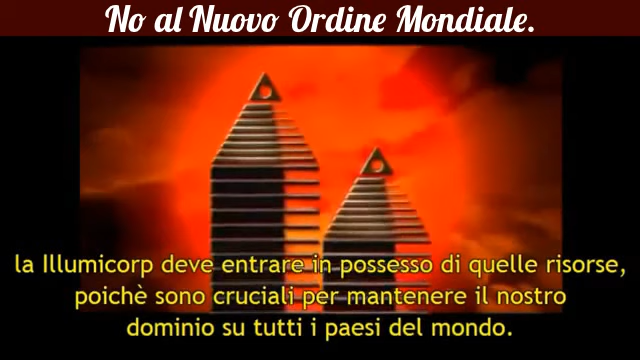 No al Nuovo Ordine Mondiale.
la Illumicorp deve entrare in possesso di quelle risorse,
poichè sono cruciali per mantenere il nostro
dominio su tutti i paesi del mondo.